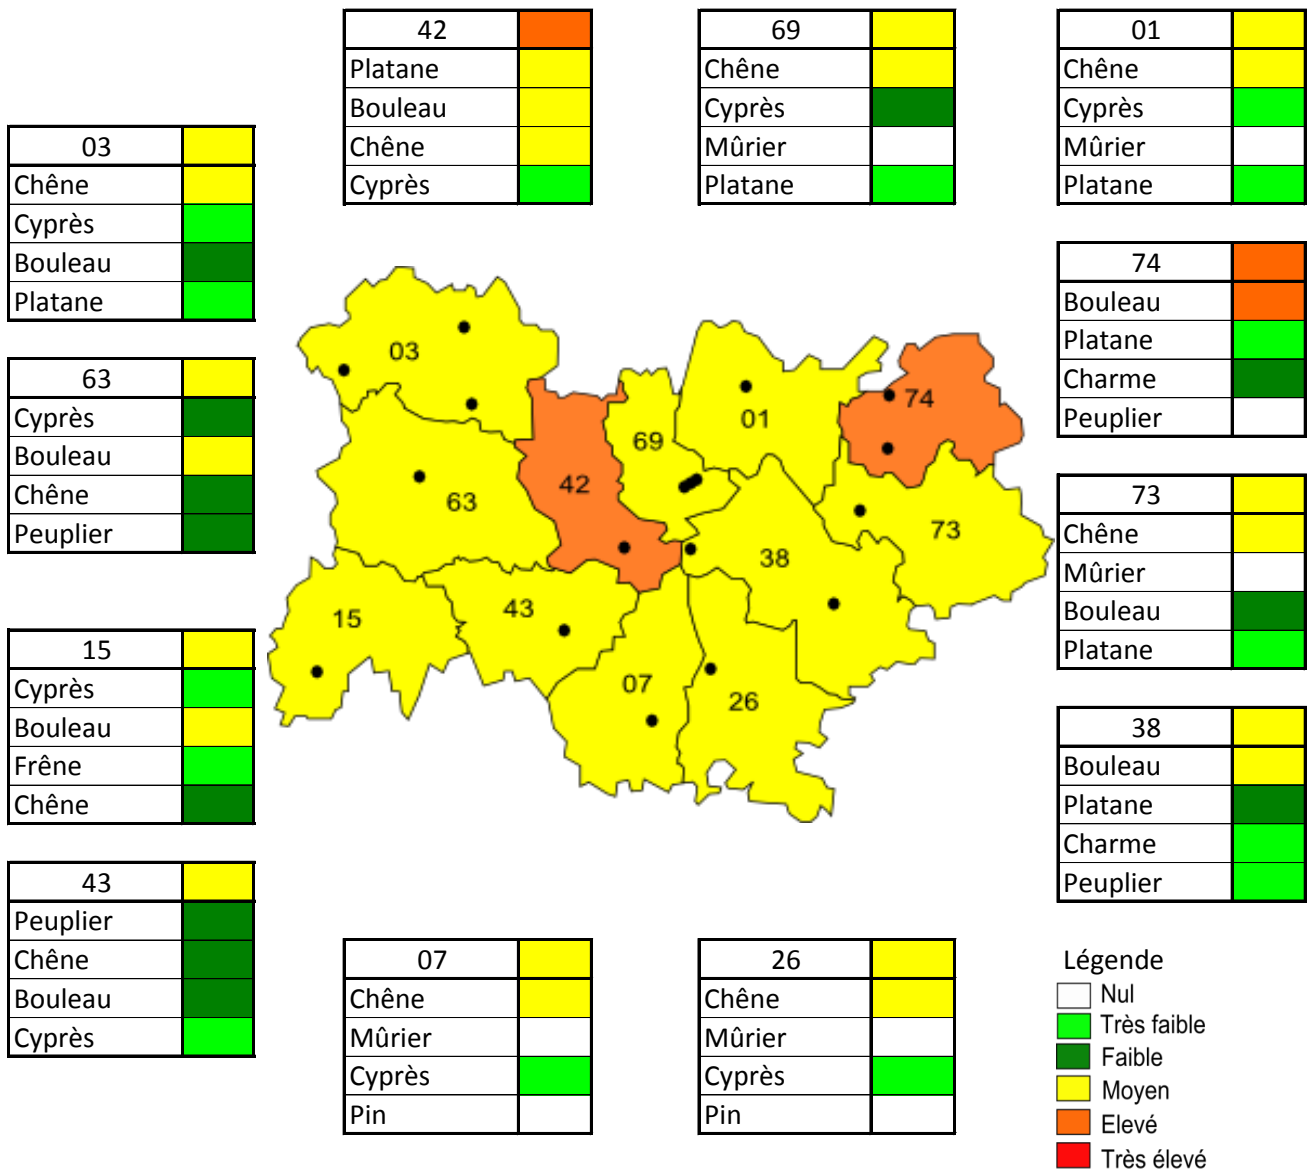 42
Platane
Bouleau
Chêne
Cyprès
69
Chêne
Cyprès
Mûrier
Platane
01
Chêne
Cyprès
Mûrier
Platane
03
Chêne
Cyprès
Bouleau
Platane
74
Bouleau
Platane
Charme
Peuplier
63
Cyprès
Bouleau
Chêne
Peuplier
03
74
01
69
42
63
73
38
43
15
07
26
73
Chêne
Mûrier
Bouleau
Platane
15
Cyprès
Bouleau
Frêne
Chêne
38
Bouleau
Platane
Charme
Peuplier
43
Peuplier
Chêne
Bouleau
Cyprès
07
Chêne
Mûrier
Cyprès
Pin
26
Chêne
Mûrier
Cyprès
Pin
Légende
Nul
Très faible
Faible
Moyen
Elevé
Très élevé